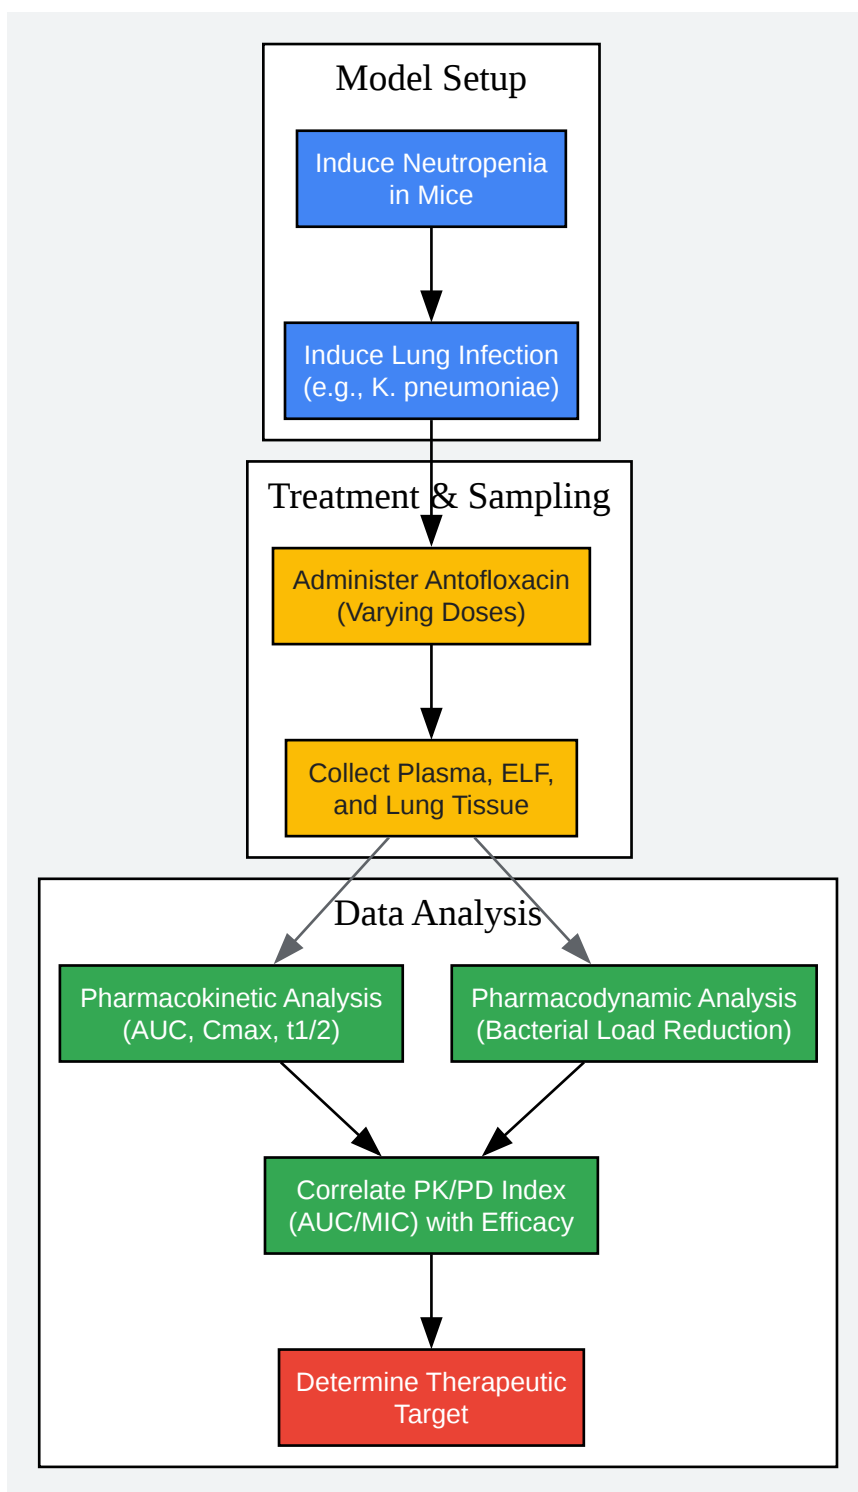 Model Setup
Induce Neutropenia
in Mice
Induce Lung Infection
(e.g., K. pneumoniae)
Treatment & Sampling
Administer Antofloxacin
(Varying Doses)
Collect Plasma, ELF,
and Lung Tissue
Data Analysis
Pharmacokinetic Analysis
(AUC, Cmax, t1/2)
Pharmacodynamic Analysis
(Bacterial Load Reduction)
Correlate PK/PD Index
(AUC/MIC) with Efficacy
Determine Therapeutic
Target